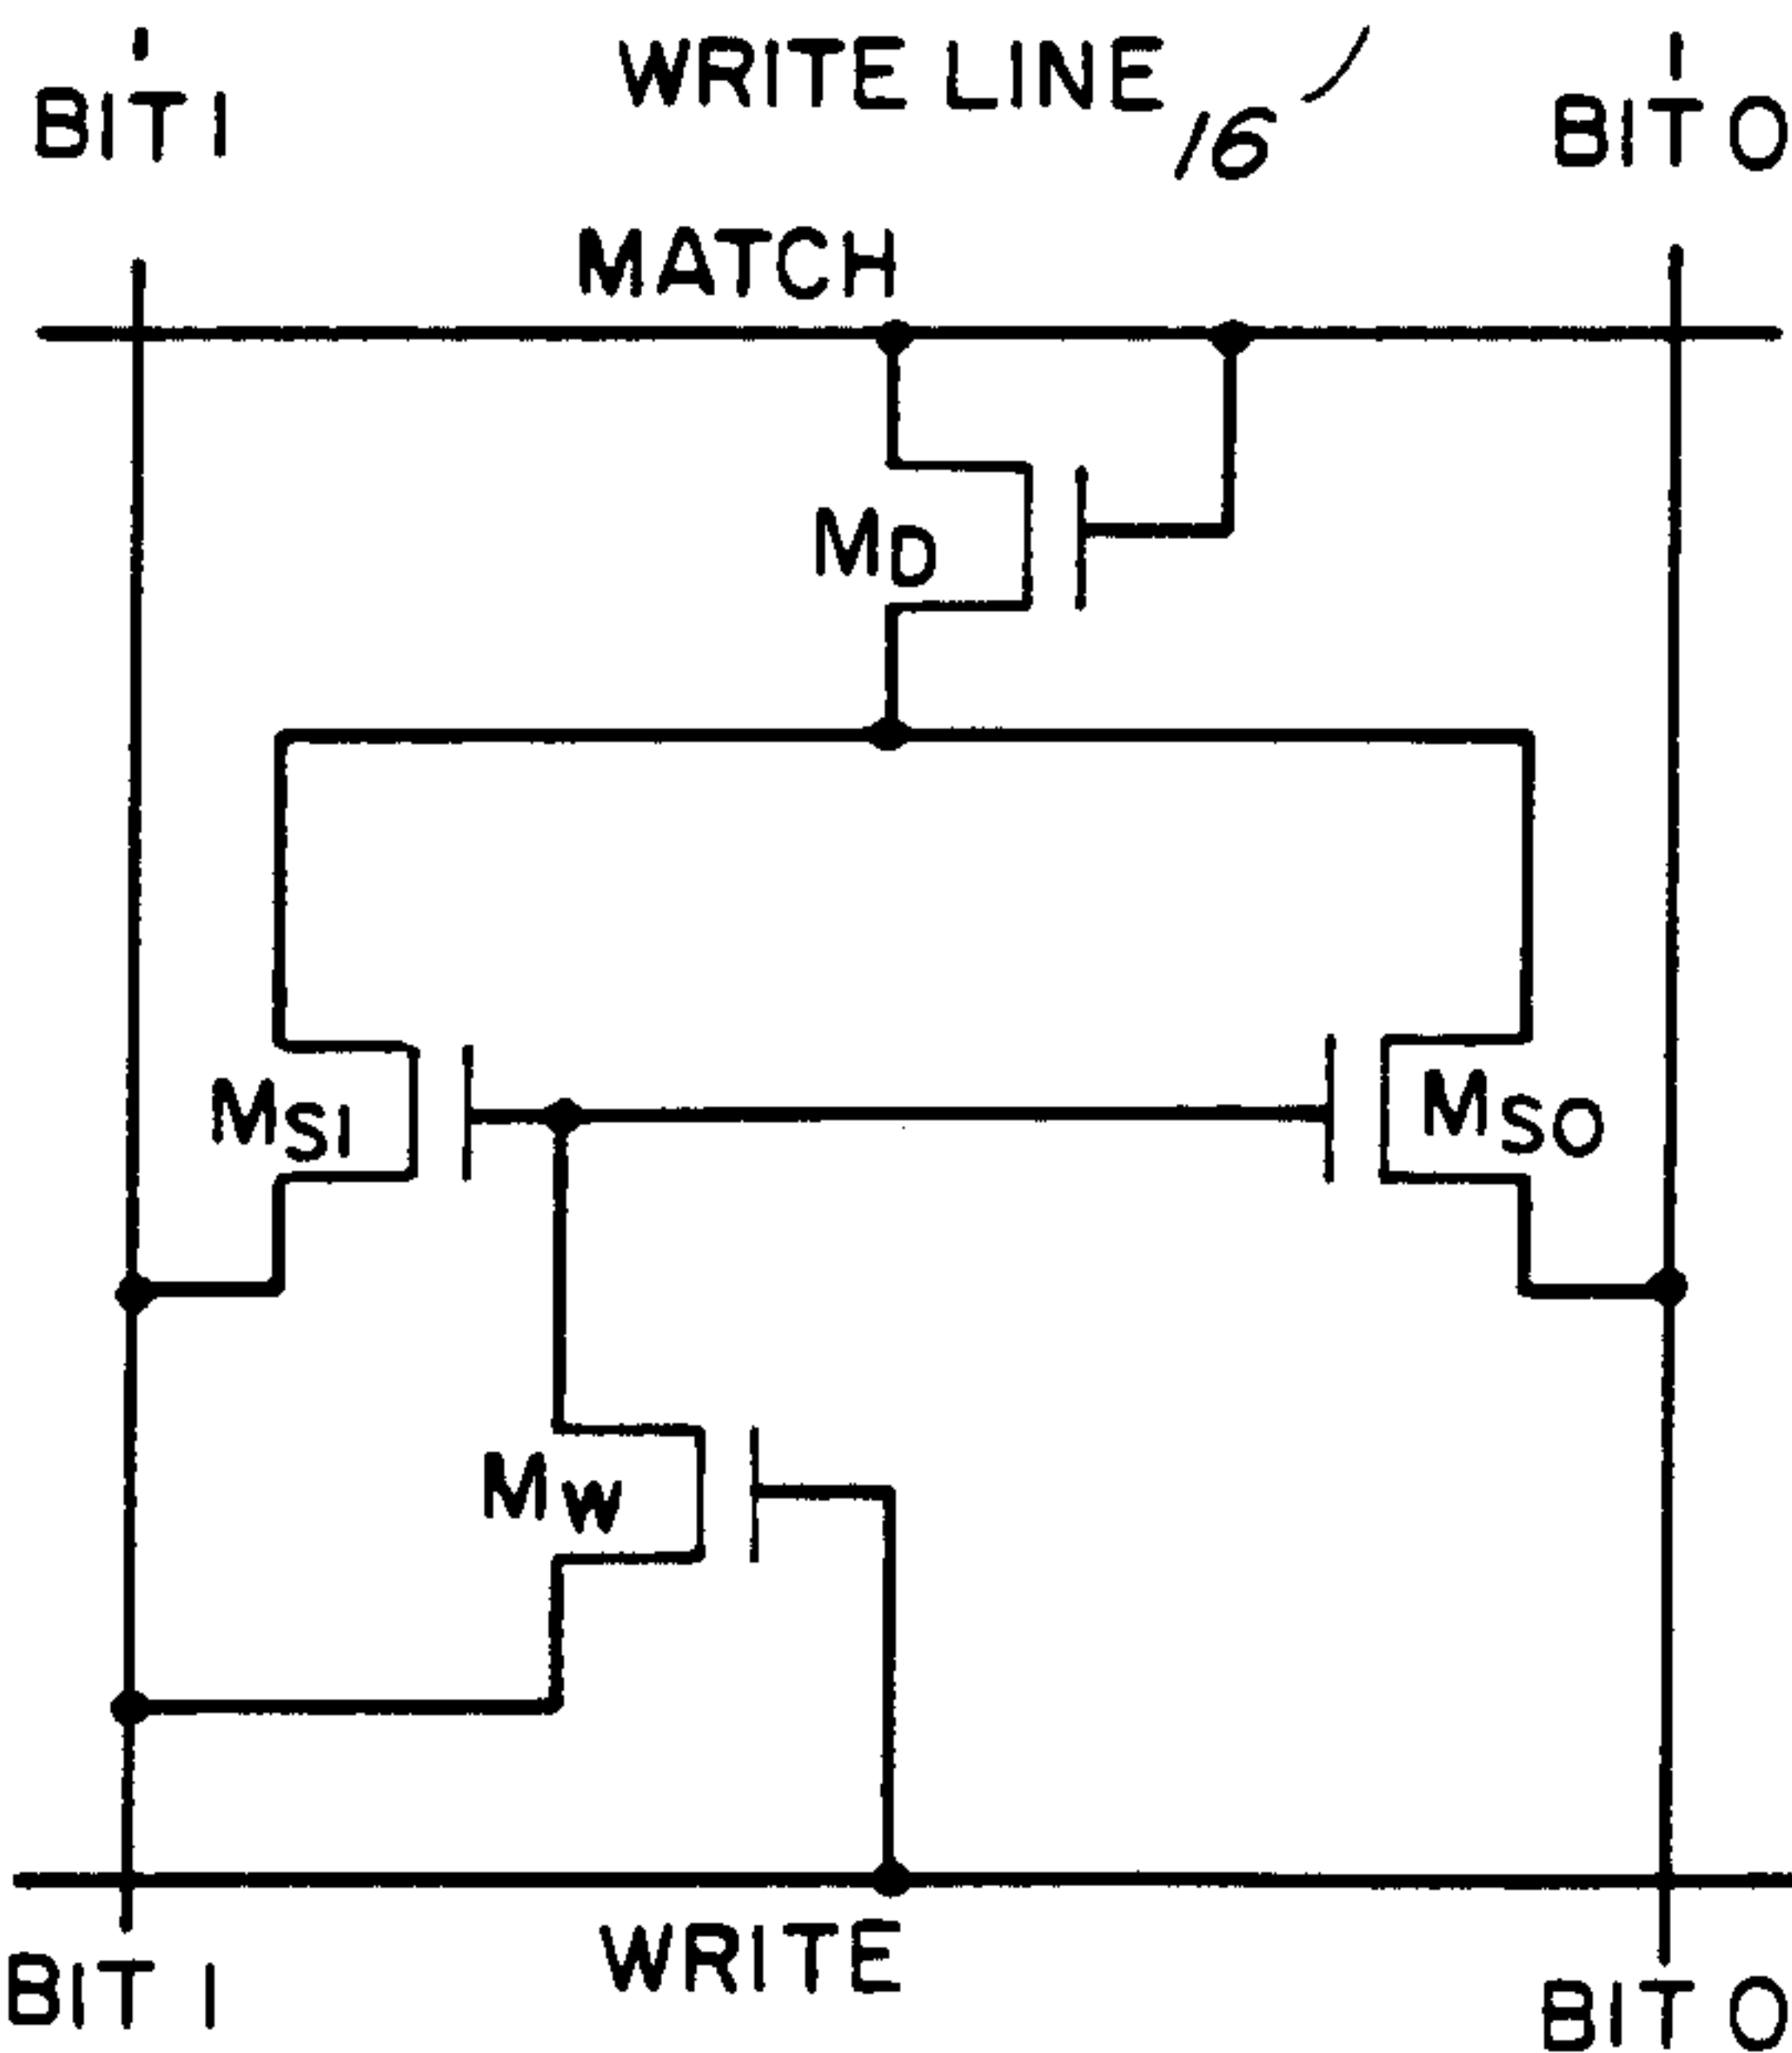 BIT 1 WRITE LINE 16 BIT 0
MATCH
MD
MS1 MS0
MW
BIT 1 WRITE BIT 0